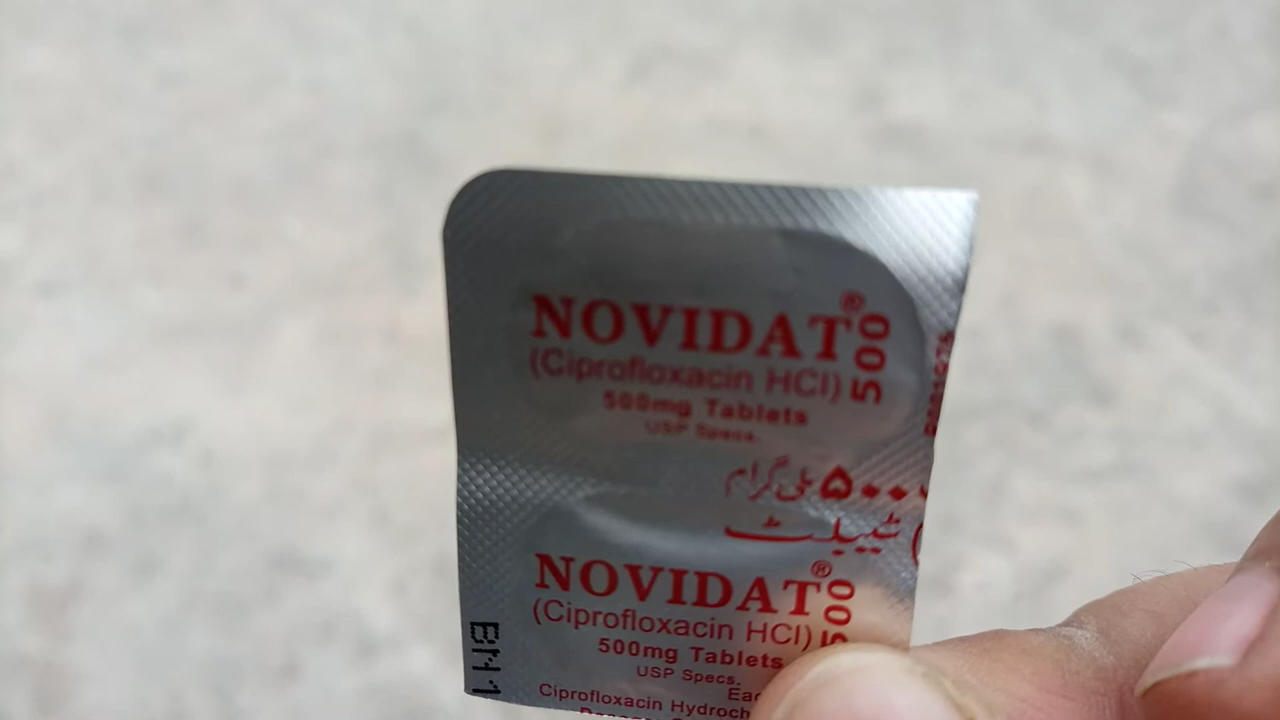 NOVIDAT®
500
(Ciprofloxacin HCl)
500mg Tablets
USP Specs.
۵۰۰ ملی گرام
ٹیبلٹ
NOVIDAT®
500
(Ciprofloxacin HCl)
500mg Tablets
USP Specs.
Ciprofloxacin